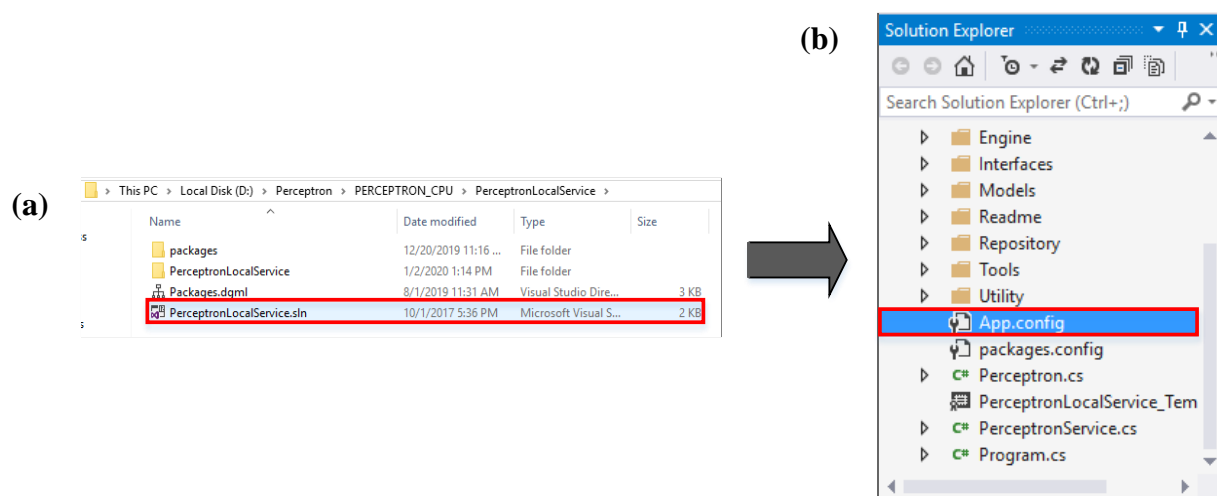 (a)
This PC > Local Disk (D:) > Perceptron > PERCEPTRON_CPU > PerceptronLocalService >
Name Date modified Type Size
packages 12/20/2019 11:16 ... File folder
PerceptronLocalService 1/2/2020 1:14 PM File folder
Packages.dgml 8/1/2019 11:31 AM Visual Studio Dire... 3 KB
PerceptronLocalService.sln 10/1/2017 5:36 PM Microsoft Visual S... 2 KB
ss
s
(b)
Solution Explorer
Search Solution Explorer (Ctrl+;)
Engine
Interfaces
Models
Readme
Repository
Tools
Utility
App.config
packages.config
C# Perceptron.cs
PerceptronLocalService_Tem
C# PerceptronService.cs
C# Program.cs